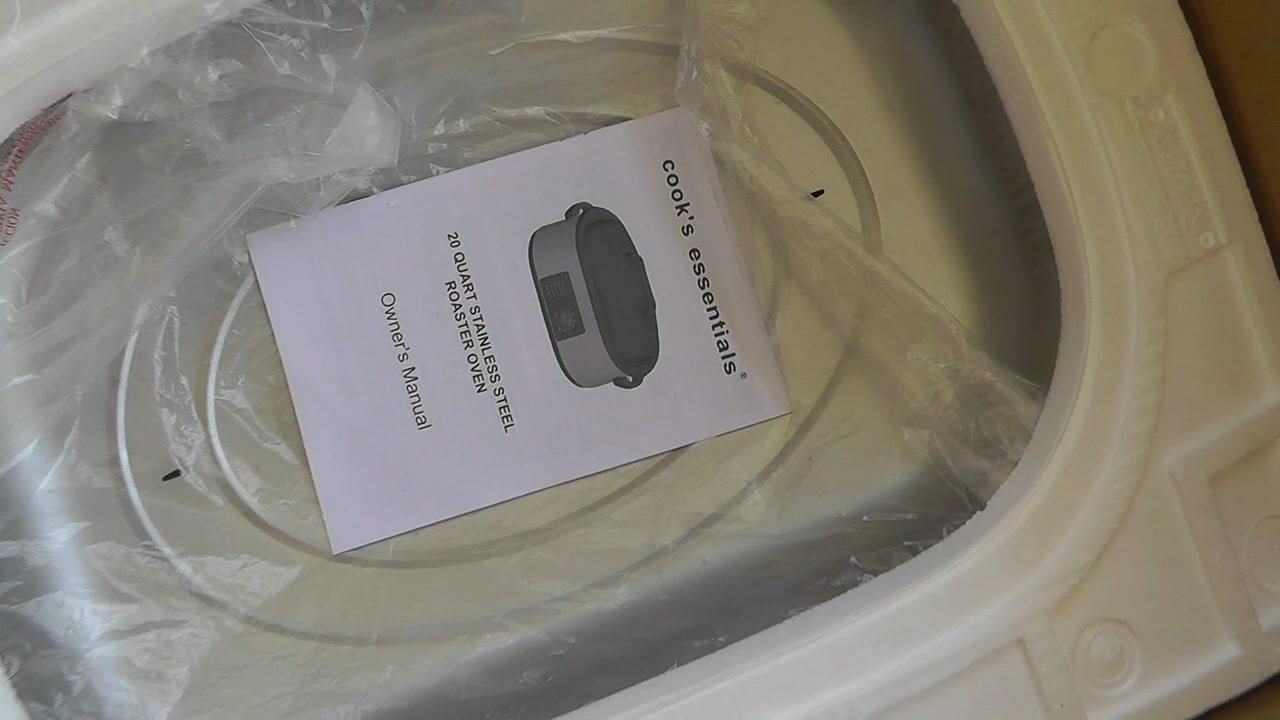 cook's essentials®
20 QUART STAINLESS STEEL
ROASTER OVEN
Owner's Manual